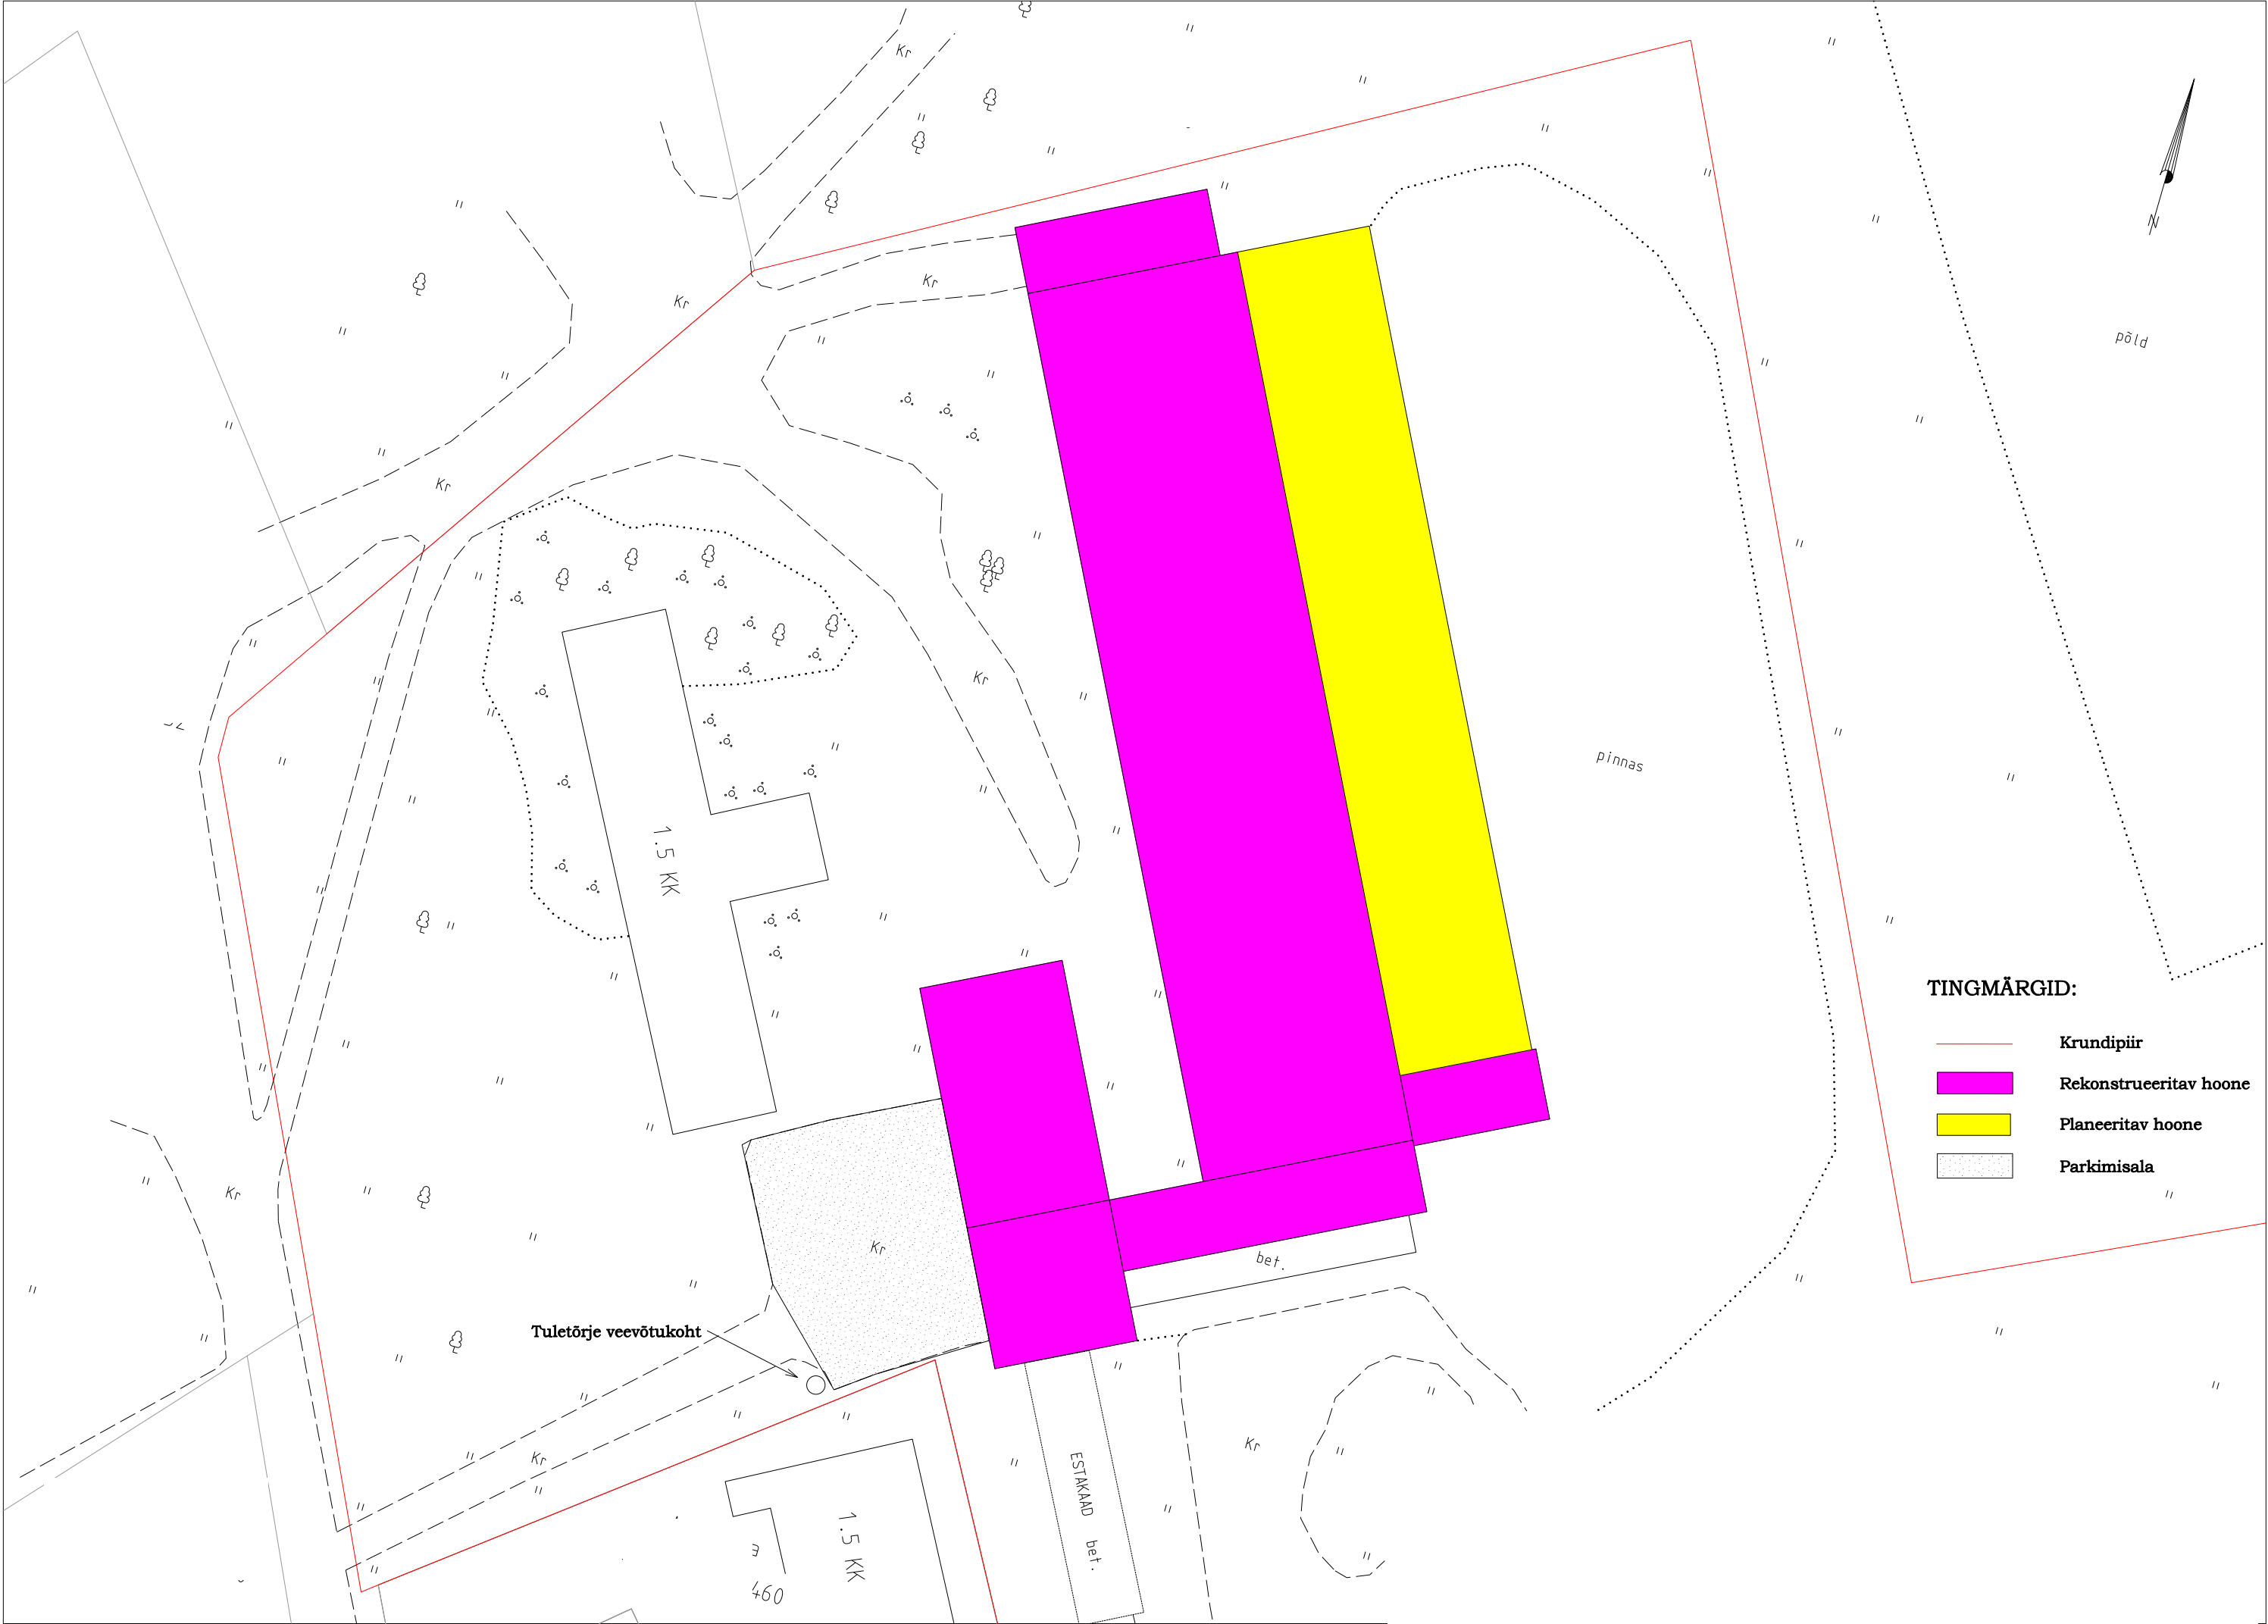 Kr
N
põld
Kr
Kr
Kr
Kr
pinnas
1.5 KK
TINGMÄRGID:
Krundipiir
Rekonstrueeritav hoone
Planeeritav hoone
Parkimisala
Kr
Kr
bet.
Tuletõrje veevõtukoht
Kr
Kr
ESTAKAAD bet.
1.5 KK
460